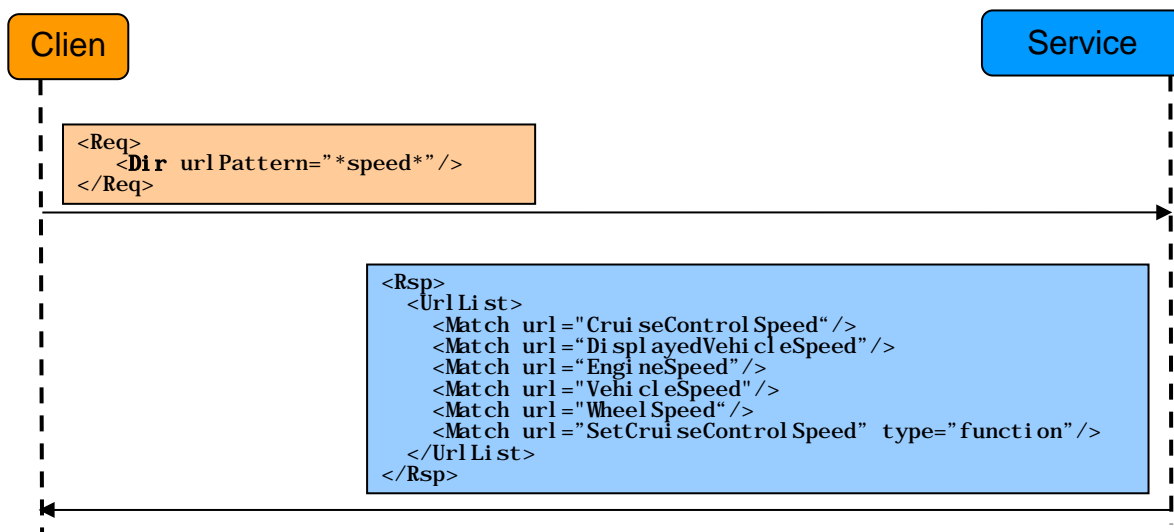 Clien
Service
<Req>
<Dir urlPattern="*speed*"/>
</Req>
<Rsp>
<UrlList>
<Match url="CruiseControlSpeed“/>
<Match url=“DisplayedVehicleSpeed”/>
<Match url=“EngineSpeed”/>
<Match url="VehicleSpeed"/>
<Match url="WheelSpeed“/>
<Match url=”SetCruiseControlSpeed” type=”function”/>
</UrlList>
</Rsp>